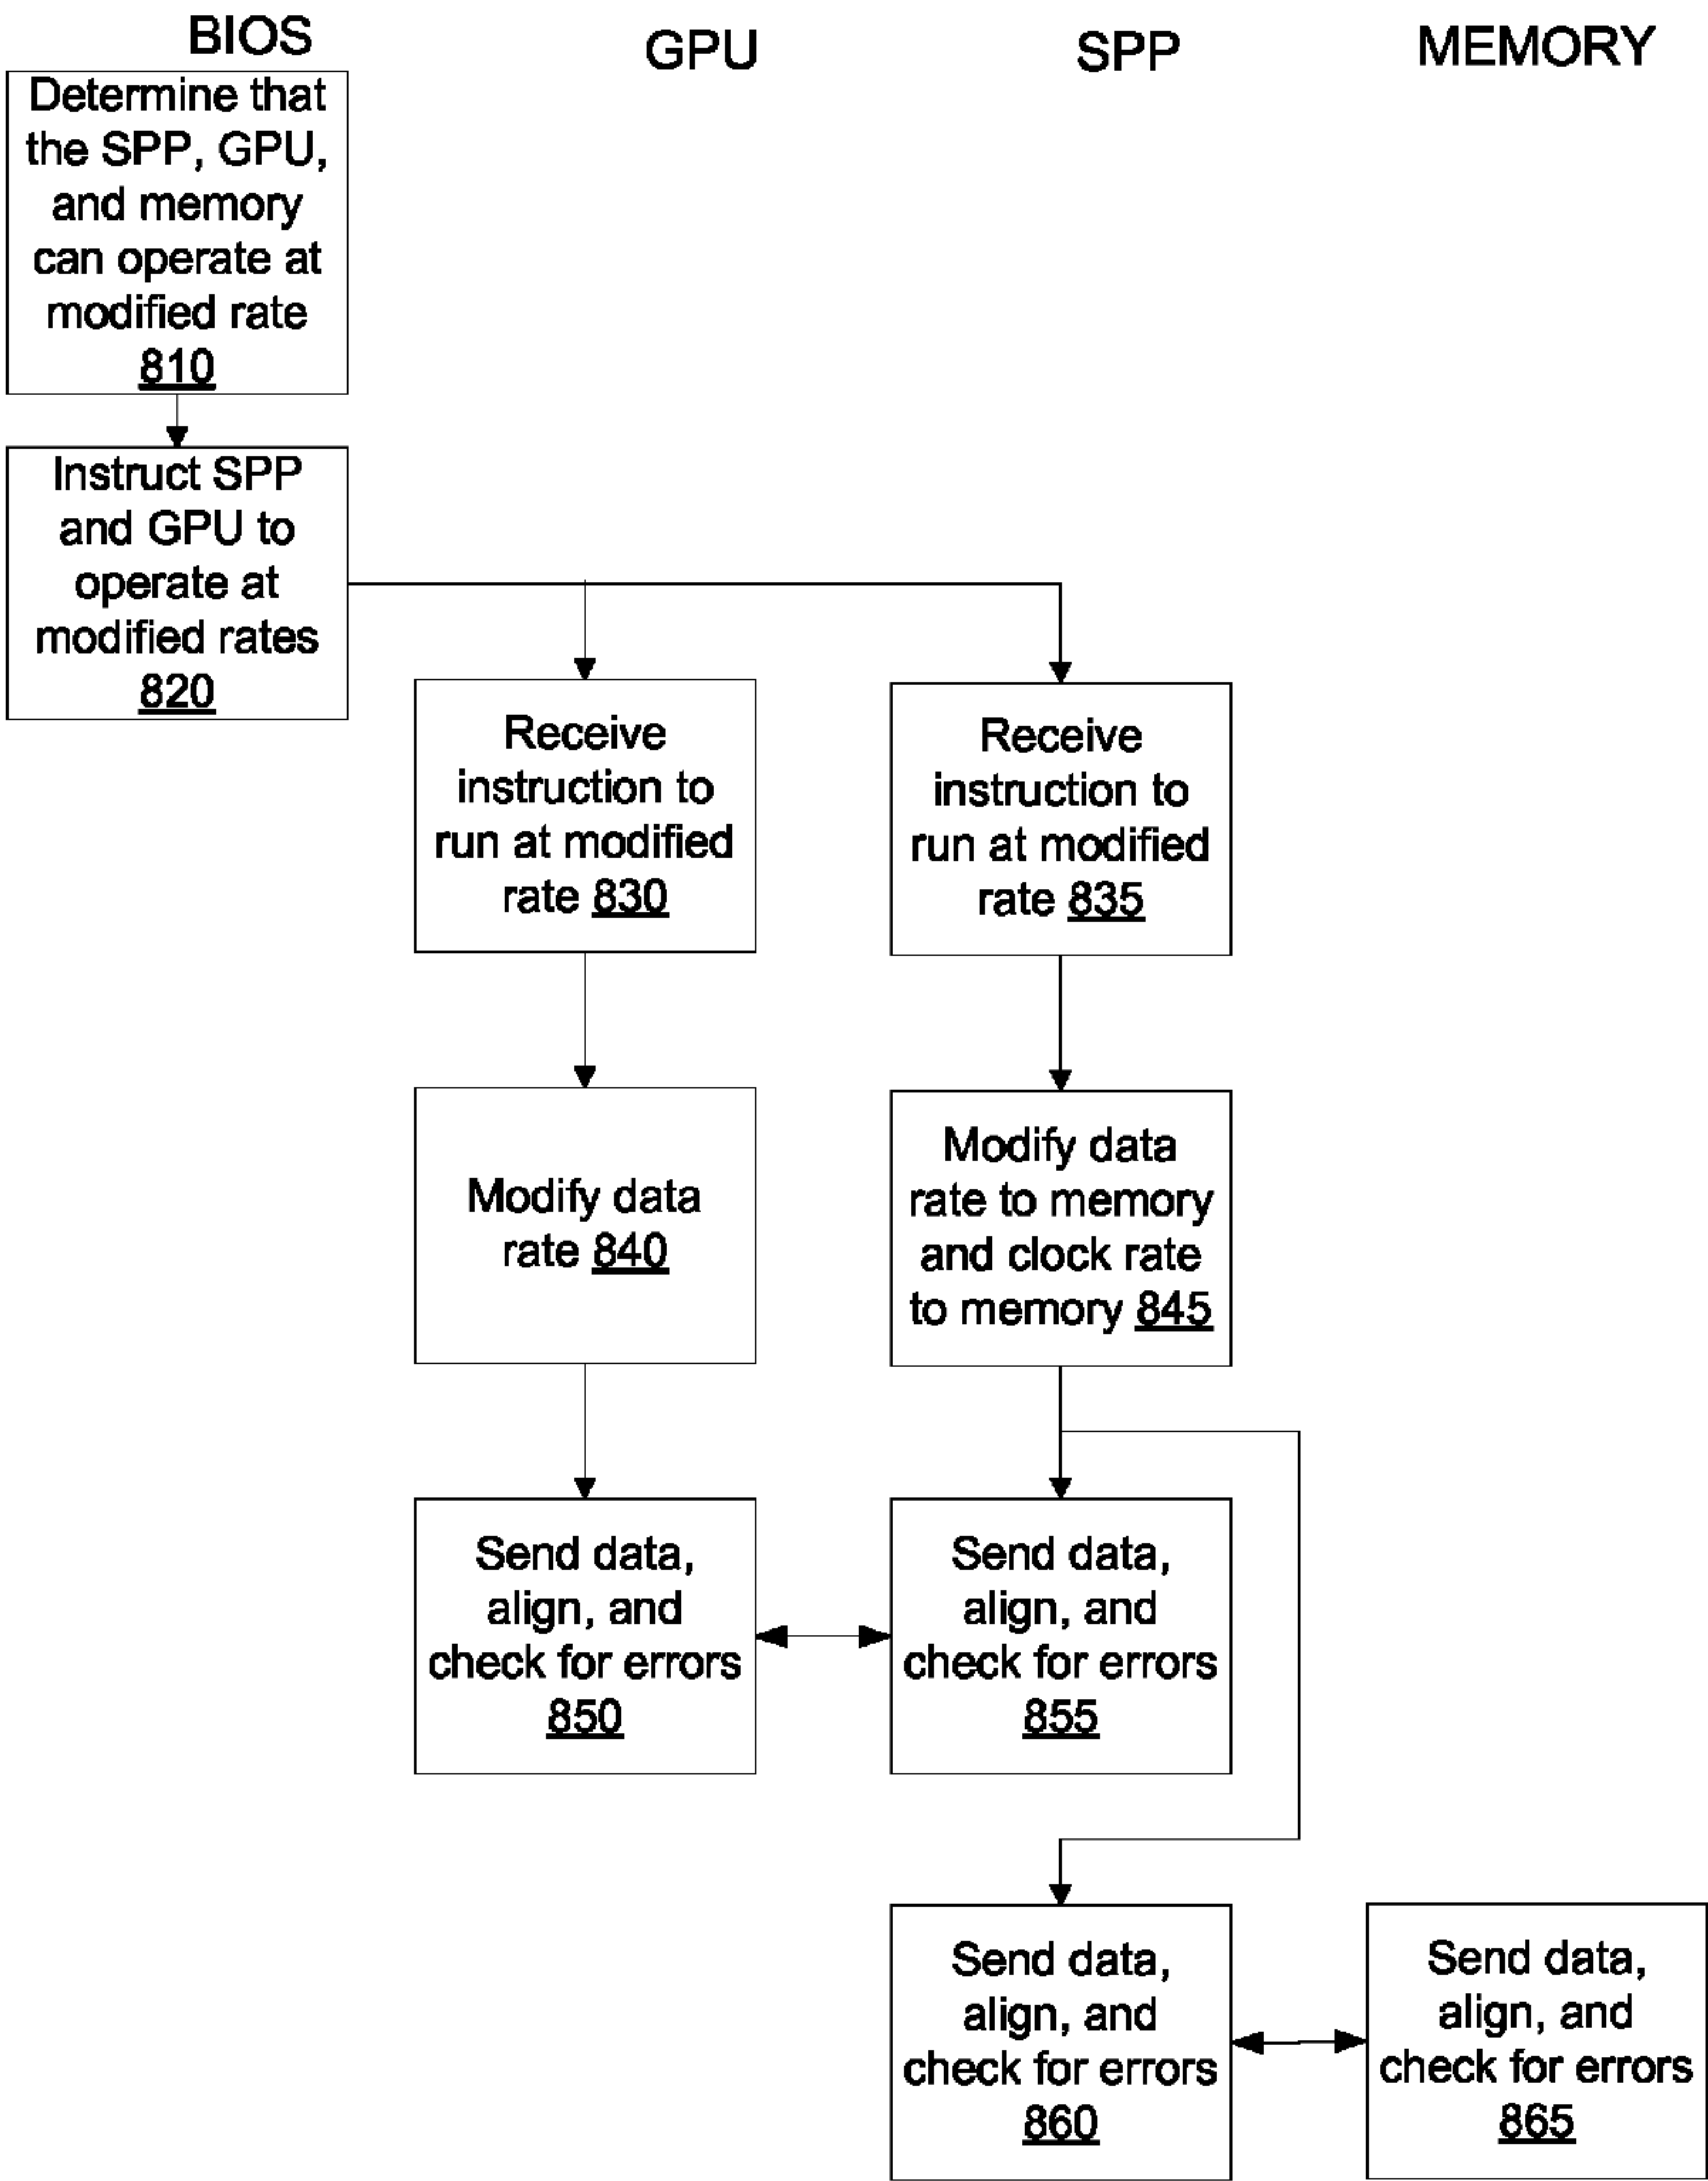 BIOS
GPU
SPP
MEMORY
Determine that
the SPP, GPU,
and memory
can operate at
modified rate
810
Instruct SPP
and GPU to
operate at
modified rates
820
Receive
instruction to
run at modified
rate 830
Receive
instruction to
run at modified
rate 835
Modify data
rate 840
Modify data
rate to memory
and clock rate
to memory 845
Send data,
align, and
check for errors
850
Send data,
align, and
check for errors
855
Send data,
align, and
check for errors
860
Send data,
align, and
check for errors
865